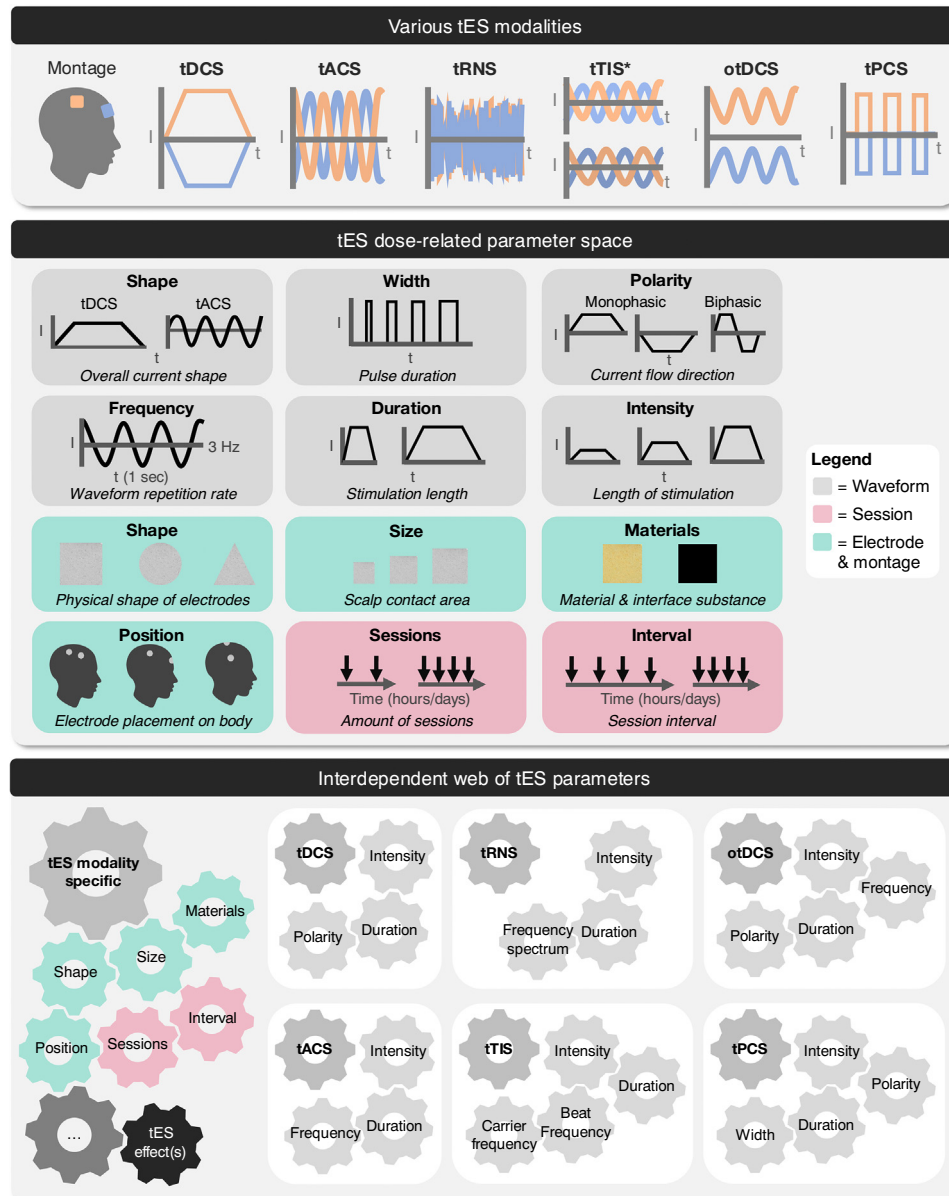 Various tES modalities
Montage
tDCS
tACS
tRNS
tTIS*
otDCS
tPCS
I
t
I
t
I
t
I
t
I
t
I
t
I
t
tES dose-related parameter space
Shape
tDCS
tACS
I
t
Overall current shape
Width
I
t
Pulse duration
Polarity
Monophasic
Biphasic
I
t
Current flow direction
Frequency
I
3 Hz
t (1 sec)
Waveform repetition rate
Duration
I
t
Stimulation length
Intensity
I
t
Length of stimulation
Legend
= Waveform
= Session
= Electrode
& montage
Shape
Physical shape of electrodes
Size
Scalp contact area
Materials
Material & interface substance
Position
Electrode placement on body
Sessions
Time (hours/days)
Amount of sessions
Interval
Time (hours/days)
Session interval
Interdependent web of tES parameters
tES modality
specific
Materials
Size
Shape
Interval
Sessions
Position
...
tES
effect(s)
tDCS
Intensity
Polarity
Duration
tRNS
Intensity
Frequency
spectrum
Duration
otDCS
Intensity
Frequency
Polarity
Duration
tACS
Intensity
Frequency
Duration
tTIS
Intensity
Duration
Carrier
frequency
Beat
Frequency
tPCS
Intensity
Polarity
Width
Duration